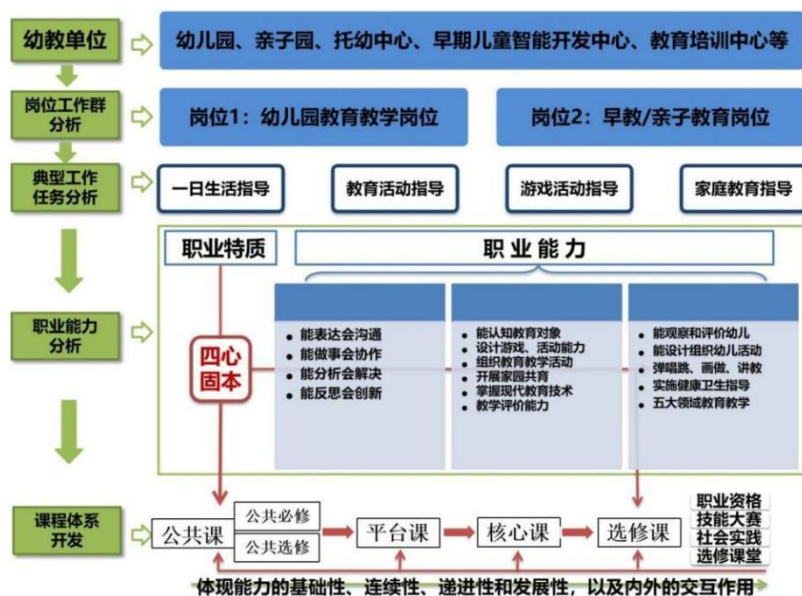 幼教单位
幼儿园、亲子园、托幼中心、早期儿童智能开发中心、教育培训中心等
岗位工作群
分析
岗位1：幼儿园教育教学岗位
岗位2：早教/亲子教育岗位
典型工作
任务分析
一日生活指导
教育活动指导
游戏活动指导
家庭教育指导
职业特质
职 业 能 力
职业能力
分析
四心
固本
• 能表达会沟通
• 能做事会协作
• 能分析会解决
• 能反思会创新
• 能认知教育对象
• 设计游戏、活动能力
• 组织教育教学活动
• 开展家园共育
• 掌握现代教育技术
• 教学评价能力
• 能观察和评价幼儿
• 能设计组织幼儿活动
• 弹唱跳、画做、讲教
• 实施健康卫生指导
• 五大领域教育教学
课程体系
开发
公共课
公共必修
公共选修
平台课
核心课
选修课
职业资格
技能大赛
社会实践
选修课堂
体现能力的基础性、连续性、递进性和发展性，以及内外的交互作用